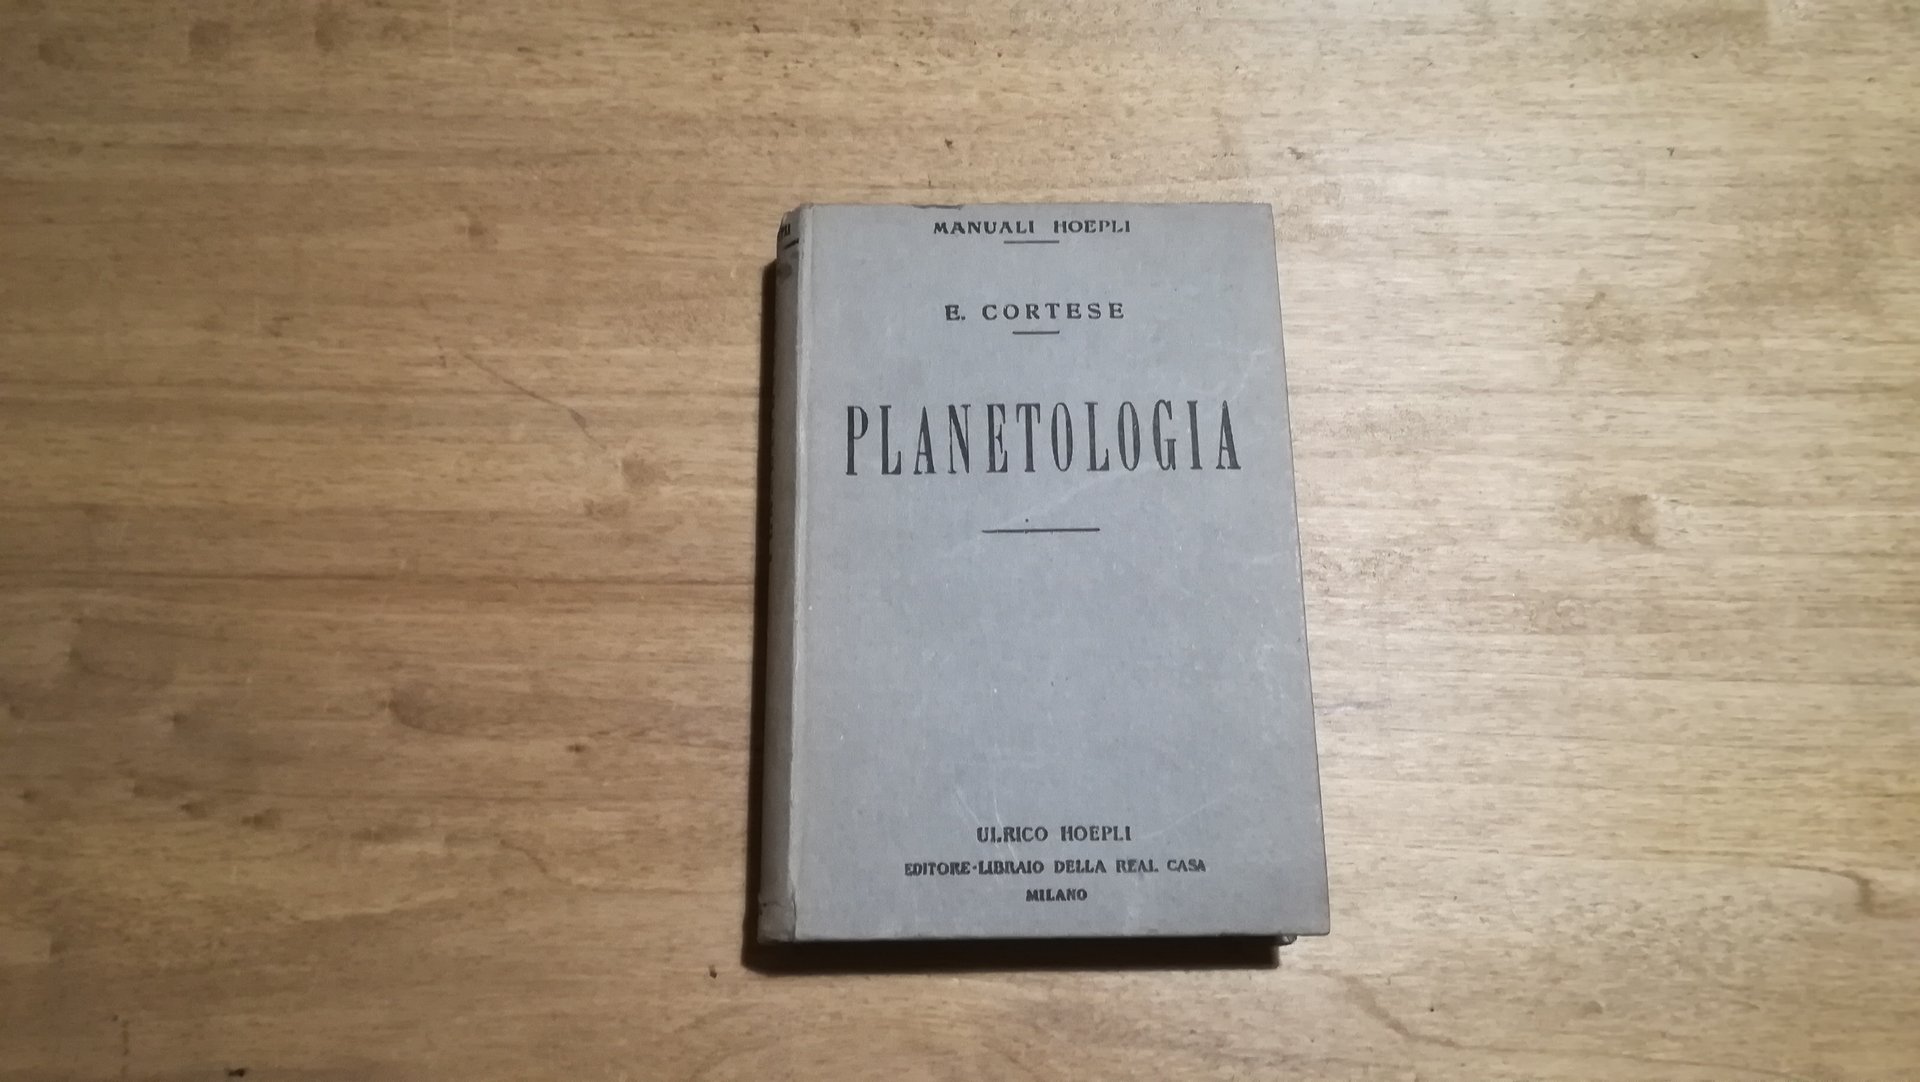 MANUALI HOEPLI
E. CORTESE
PLANETOLOGIA
ULRICO HOEPLI
EDITORE-LIBRAIO DELLA REAL CASA
MILANO